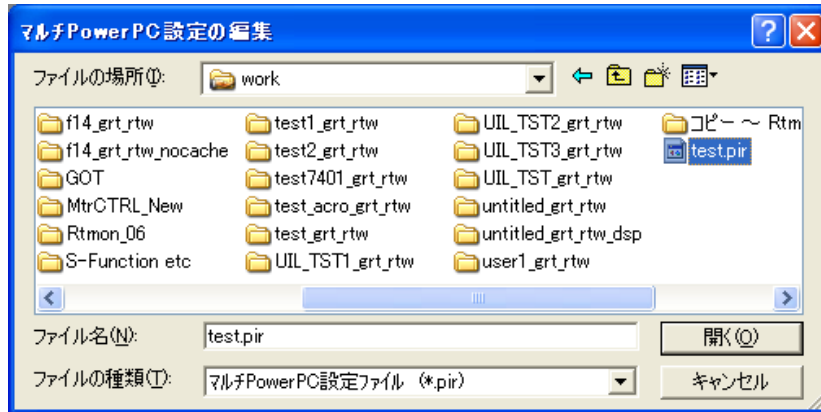 マルチPowerPC設定の編集
ファイルの場所(I): work
f14_grt_rtw test1_grt_rtw UIL_TST2_grt_rtw コピー ～ Rtm
f14_grt_rtw_nocache test2_grt_rtw UIL_TST3_grt_rtw test.pir
GOT test7401_grt_rtw UIL_TST_grt_rtw
MtrCTRL_New test_acro_grt_rtw untitled_grt_rtw
Rtmon_06 test_grt_rtw untitled_grt_rtw_dsp
S-Function etc UIL_TST1_grt_rtw user1_grt_rtw
ファイル名(N): test.pir 開く(O)
ファイルの種類(T): マルチPowerPC設定ファイル (*.pir) キャンセル